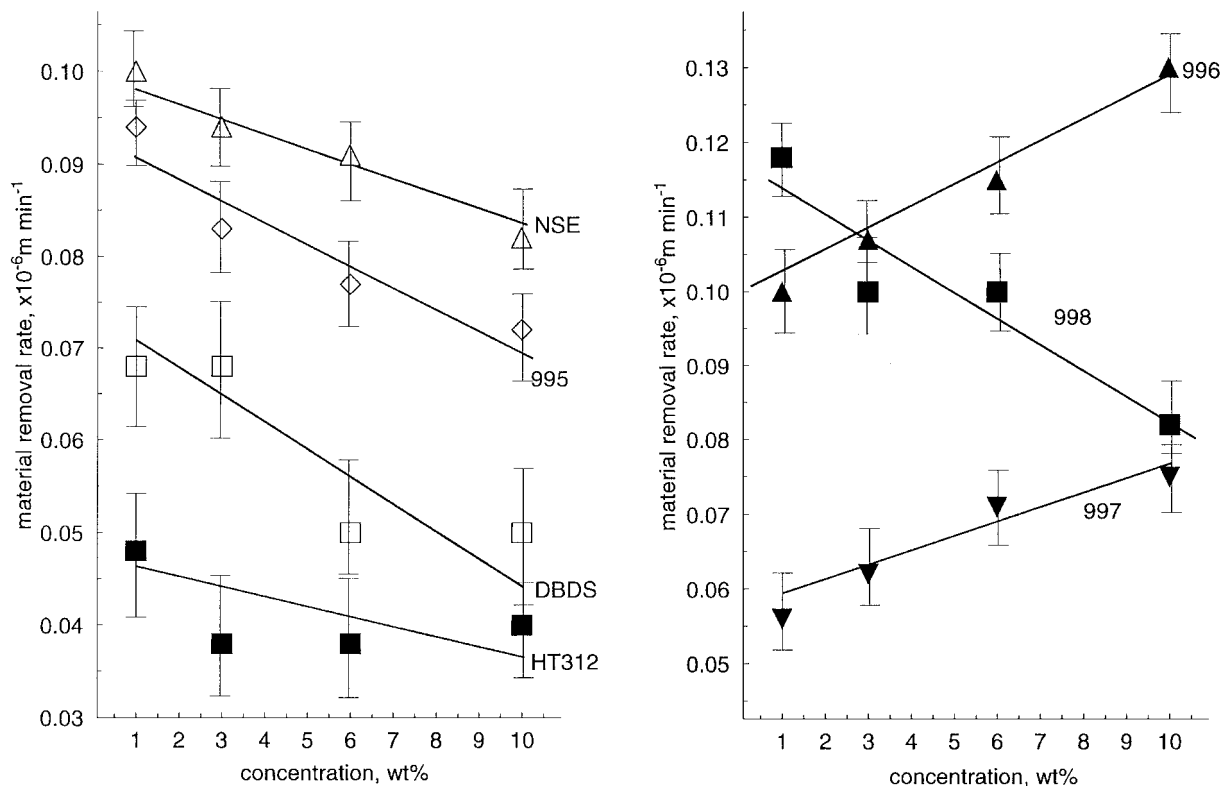 0.10
0.09
0.08
0.07
0.06
0.05
0.04
0.03
material removal rate, x10⁻⁶m min⁻¹
NSE
995
DBDS
HT312
1 2 3 4 5 6 7 8 9 10
concentration, wt%
0.13
0.12
0.11
0.10
0.09
0.08
0.07
0.06
0.05
material removal rate, x10⁻⁶m min⁻¹
996
998
997
1 2 3 4 5 6 7 8 9 10
concentration, wt%